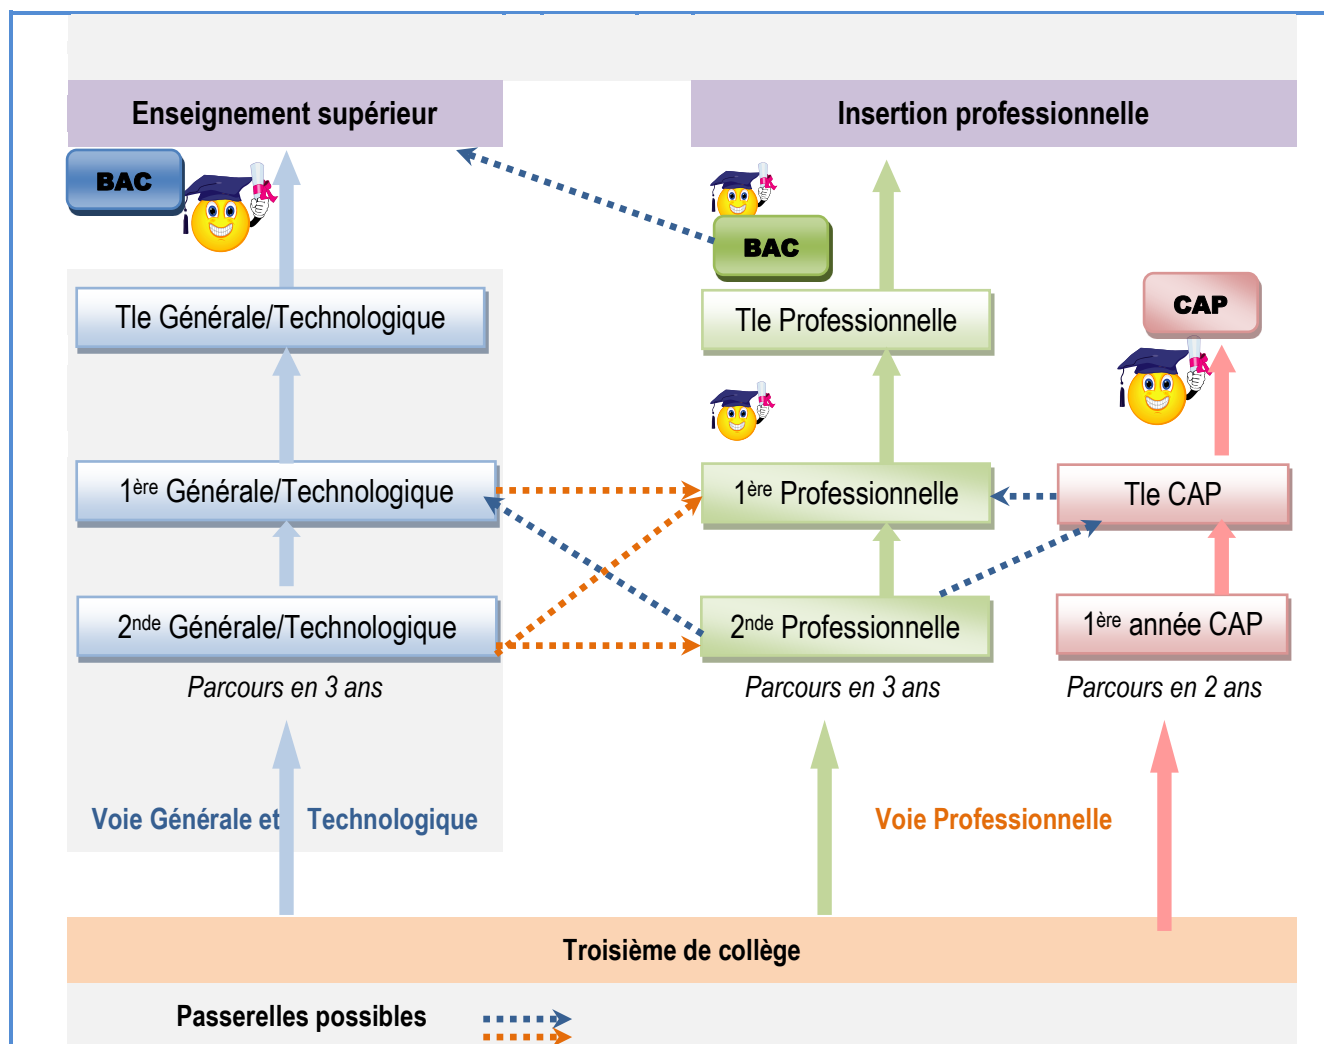 Enseignement supérieur
Insertion professionnelle
BAC
BAC
Tle Générale/Technologique
Tle Professionnelle
CAP
1ère Générale/Technologique
1ère Professionnelle
Tle CAP
2nde Générale/Technologique
2nde Professionnelle
1ère année CAP
Parcours en 3 ans
Parcours en 3 ans
Parcours en 2 ans
Voie Générale et Technologique
Voie Professionnelle
Troisième de collège
Passerelles possibles